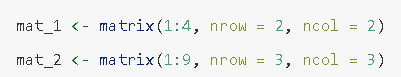 mat_1 <- matrix(1:4, nrow = 2, ncol = 2)
mat_2 <- matrix(1:9, nrow = 3, ncol = 3)